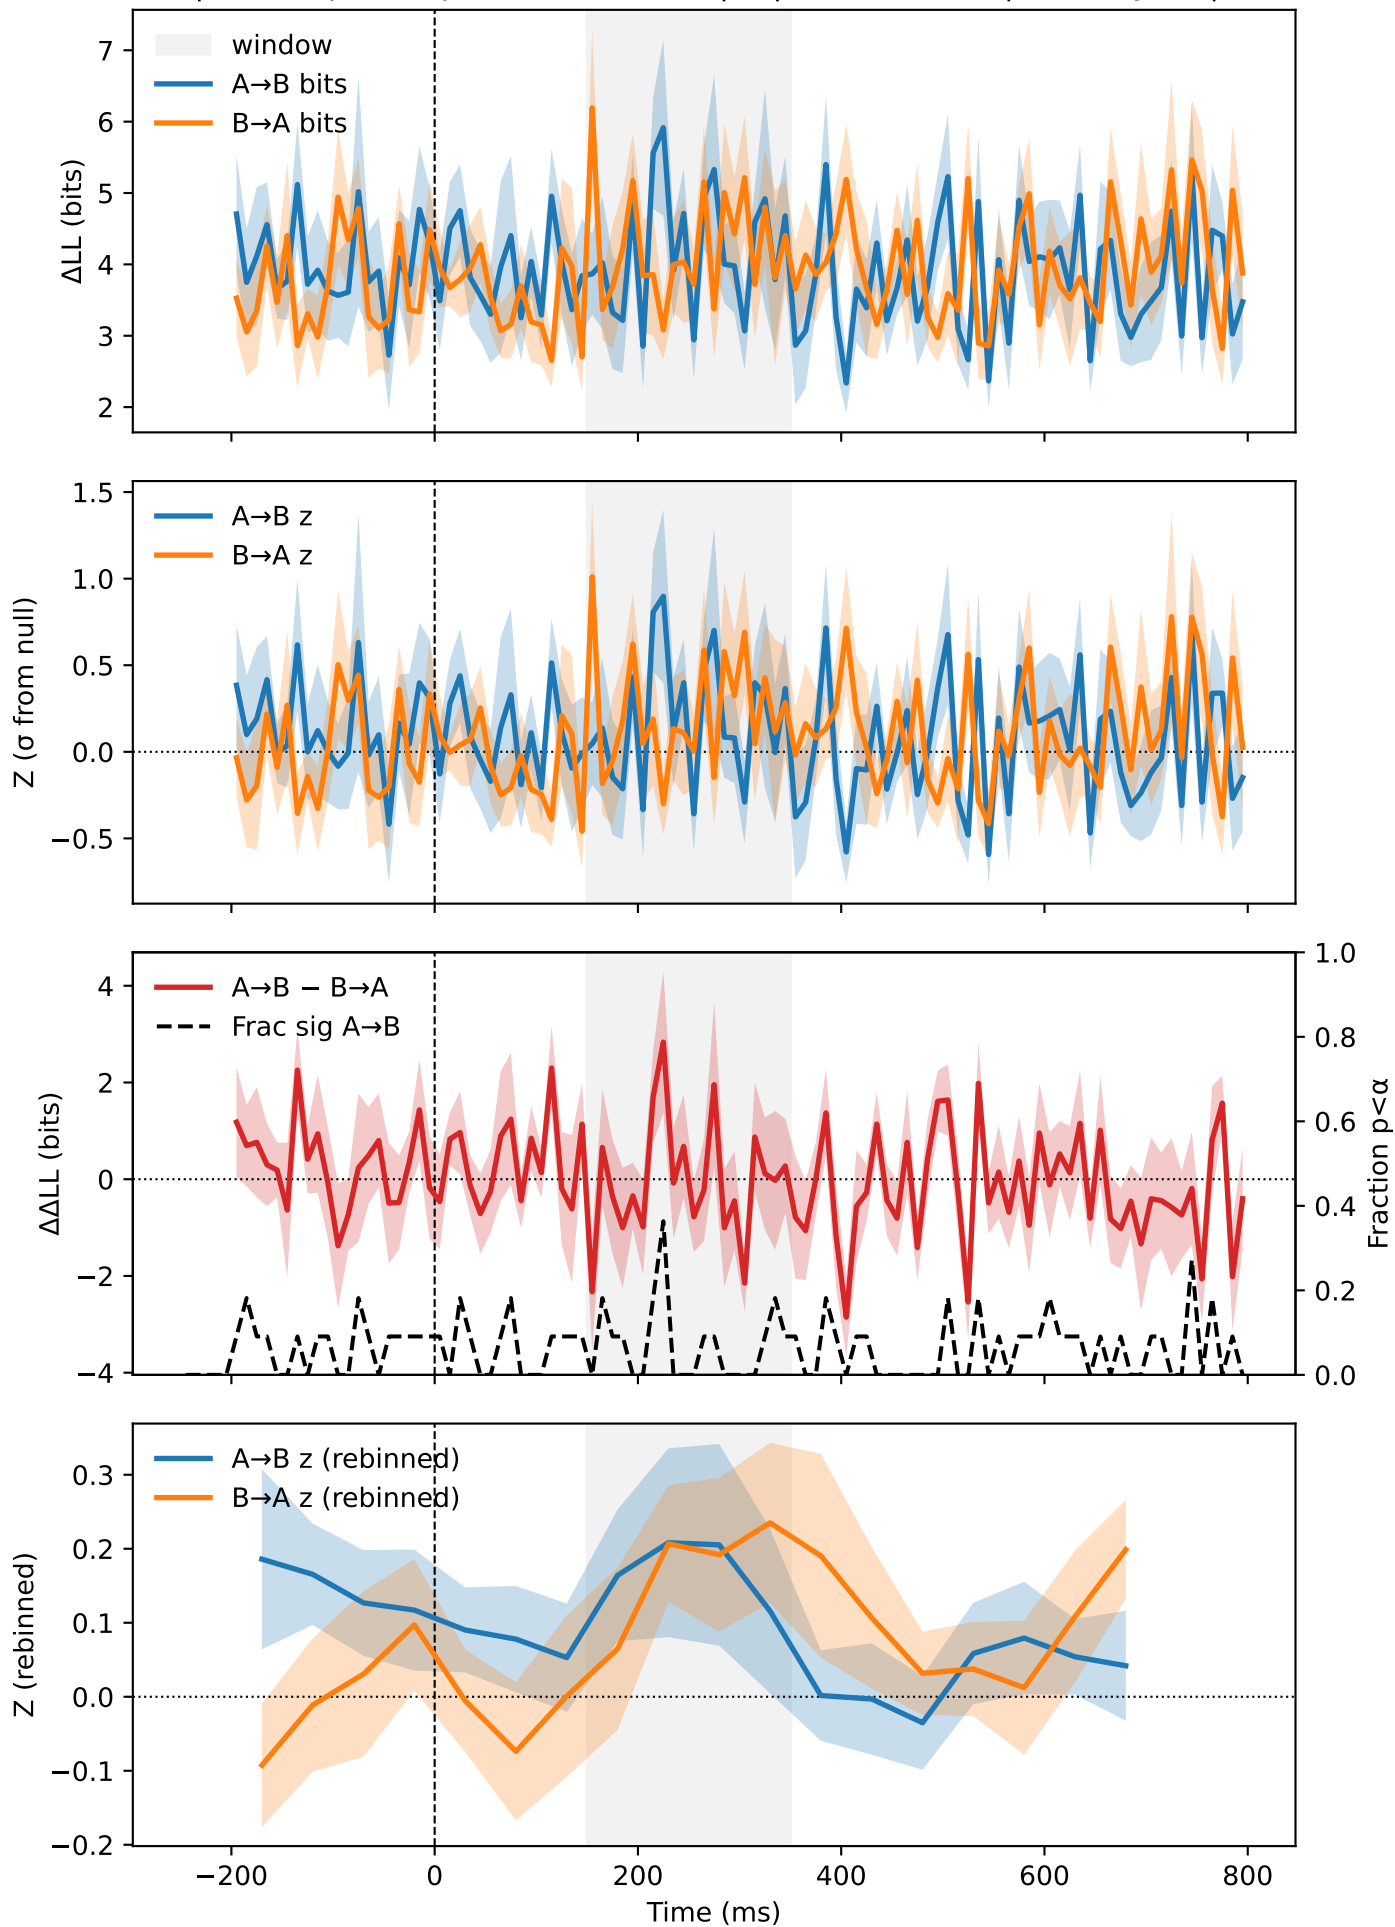 7
6
5
4
3
2
ΔLL (bits)
window
A→B bits
B→A bits
1.5
1.0
0.5
0.0
−0.5
Z (σ from null)
A→B z
B→A z
4
2
0
−2
−4
ΔΔLL (bits)
A→B − B→A
Frac sig A→B
1.0
0.8
0.6
0.4
0.2
0.0
Fraction p<α
0.3
0.2
0.1
0.0
−0.1
−0.2
Z (rebinned)
A→B z (rebinned)
B→A z (rebinned)
−200
0
200
400
600
800
Time (ms)